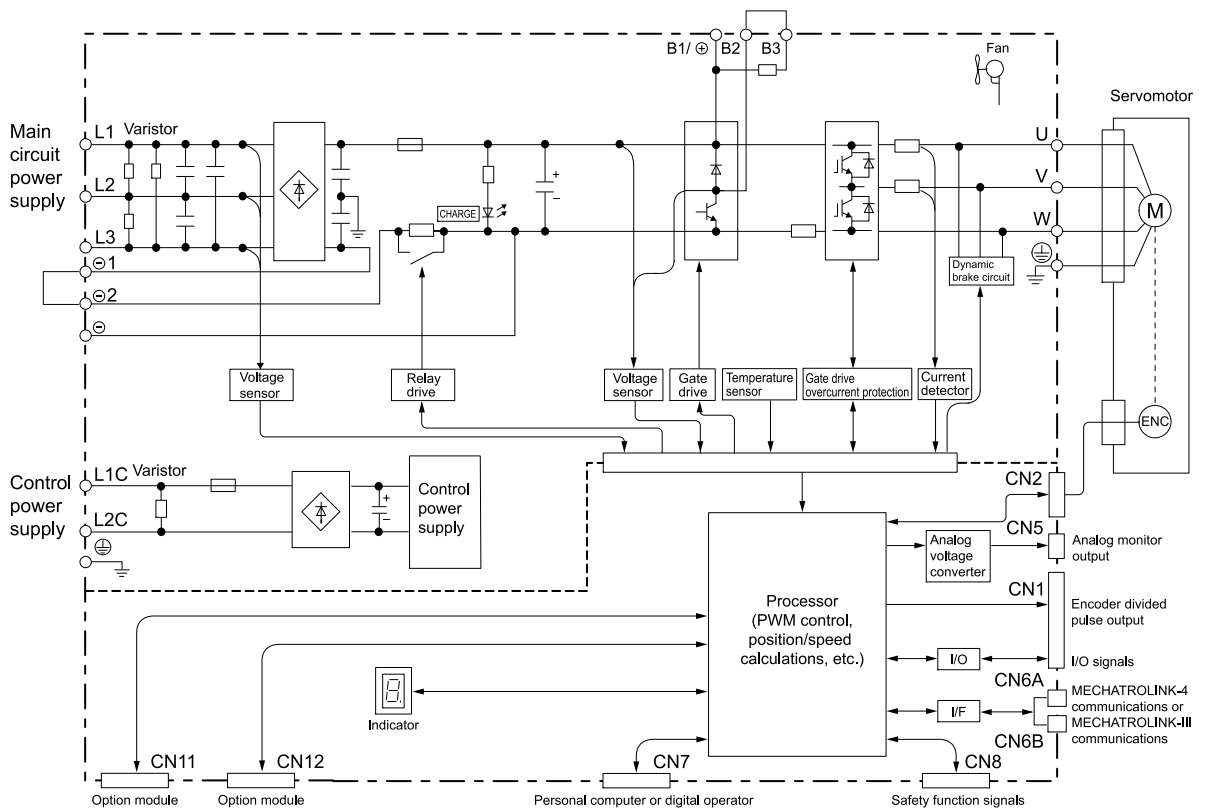 B1/ ⊕
B2
B3
Fan
Servomotor
Main
circuit
power
supply
L1
Varistor
L2
L3
⊖1
⊖2
⊖
CHARGE
+
−
U
V
W
M
Dynamic
brake circuit
Voltage
sensor
Relay
drive
Voltage
sensor
Gate
drive
Temperature
sensor
Gate drive
overcurrent protection
Current
detector
ENC
Control
power
supply
L1C
Varistor
L2C
+
−
Control
power
supply
CN2
CN5
Analog
voltage
converter
Analog monitor
output
CN1
Encoder divided
pulse output
Processor
(PWM control,
position/speed
calculations, etc.)
I/O
I/O signals
CN6A
I/F
MECHATROLINK-4
communications or
MECHATROLINK-III
communications
CN6B
8.
Indicator
CN11
CN12
CN7
CN8
Option module
Option module
Personal computer or digital operator
Safety function signals